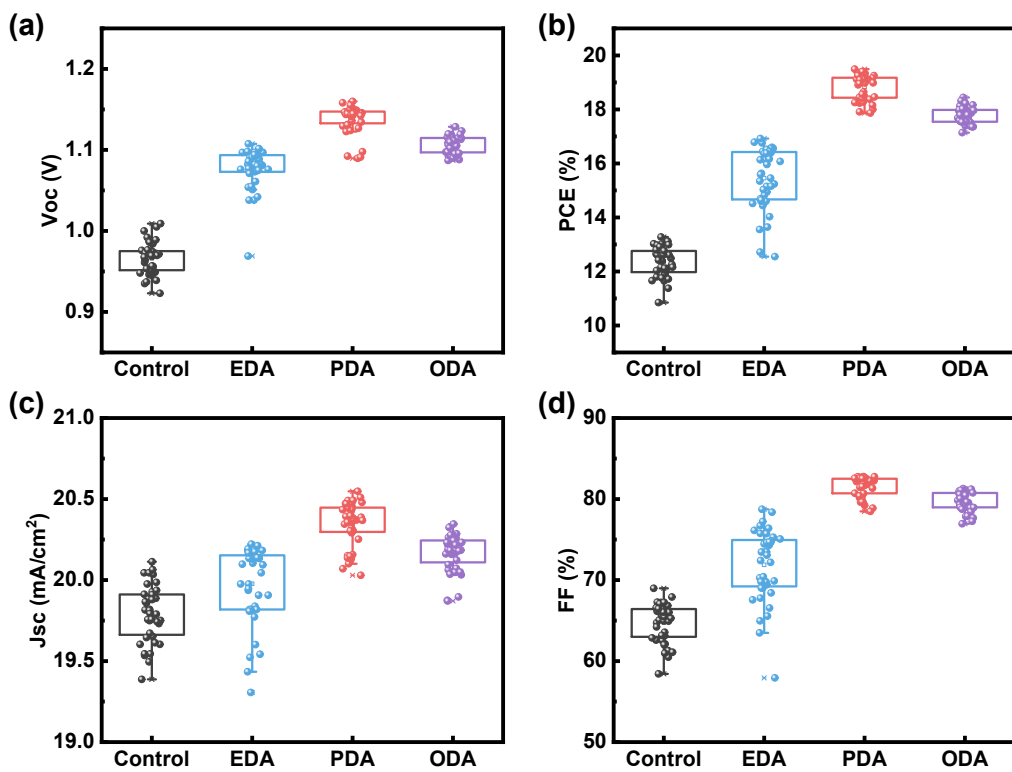 (a)
Voc (V)
1.2
1.1
1.0
0.9
Control EDA PDA ODA
(b)
PCE (%)
20
18
16
14
12
10
Control EDA PDA ODA
(c)
Jsc (mA/cm²)
21.0
20.5
20.0
19.5
19.0
Control EDA PDA ODA
(d)
FF (%)
90
80
70
60
50
Control EDA PDA ODA